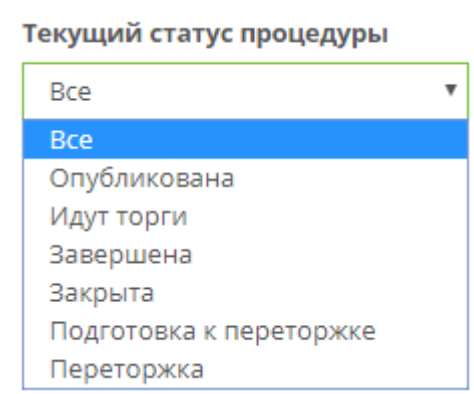 Текущий статус процедуры
Все
Все
Опубликована
Идут торги
Завершена
Закрыта
Подготовка к переторжке
Переторжка